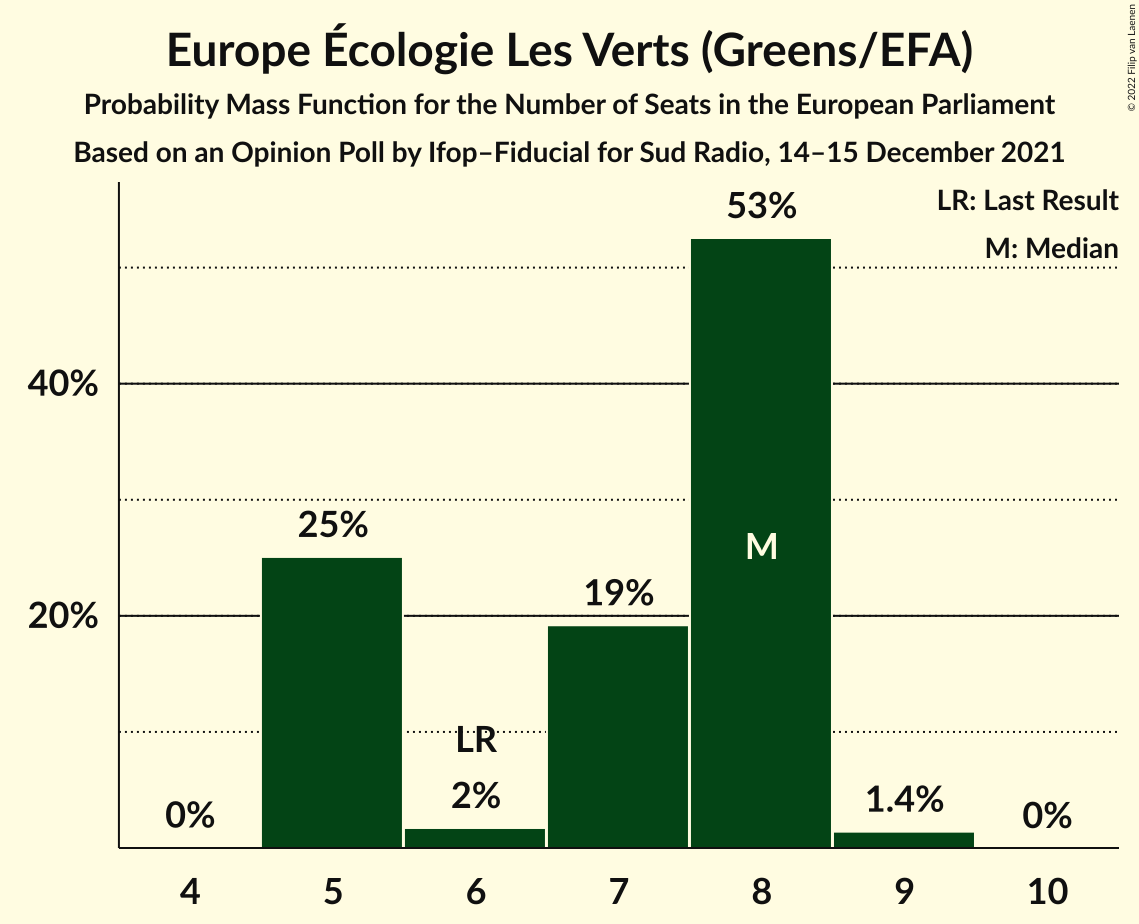 Europe Écologie Les Verts (Greens/EFA)
Probability Mass Function for the Number of Seats in the European Parliament
Based on an Opinion Poll by Ifop–Fiducial for Sud Radio, 14–15 December 2021
© 2022 Filip van Laenen
LR: Last Result
M: Median
53%
40%
25%
M
19%
20%
LR
2%
1.4%
0%
0%
4 5 6 7 8 9 10